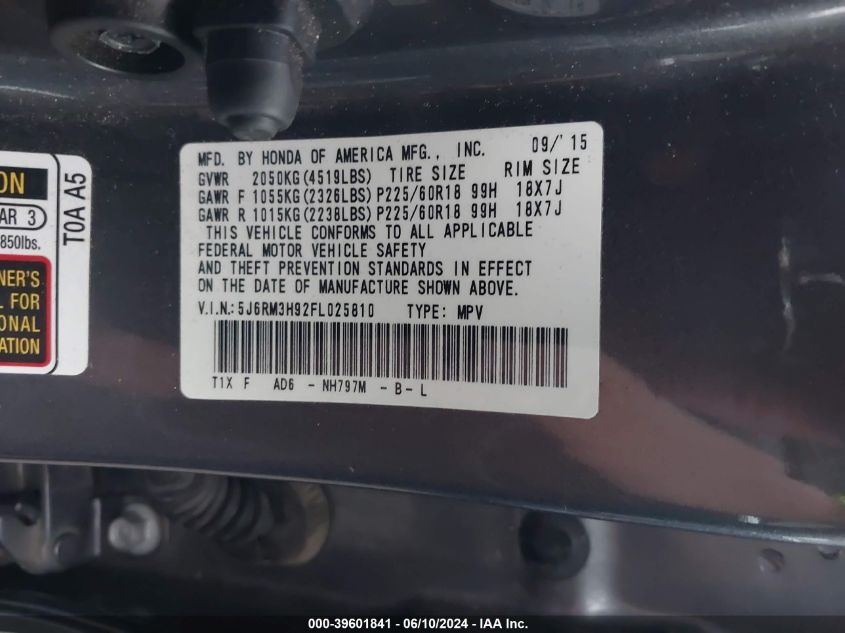 ON
AR 3
850lbs.
NER'S
L FOR
ONAL
ATION
T0A A5
MFD. BY HONDA OF AMERICA MFG., INC. 09/'15
GVWR 2050KG(4519LBS) TIRE SIZE RIM SIZE
GAWR F 1055KG(2326LBS) P225/60R18 99H 18X7J
GAWR R 1015KG(2238LBS) P225/60R18 99H 18X7J
THIS VEHICLE CONFORMS TO ALL APPLICABLE
FEDERAL MOTOR VEHICLE SAFETY
AND THEFT PREVENTION STANDARDS IN EFFECT
ON THE DATE OF MANUFACTURE SHOWN ABOVE.
V.I.N.:5J6RM3H92FL025810 TYPE: MPV
T1X F AD6 - NH797M - B - L
000-39601841 - 06/10/2024 - IAA Inc.